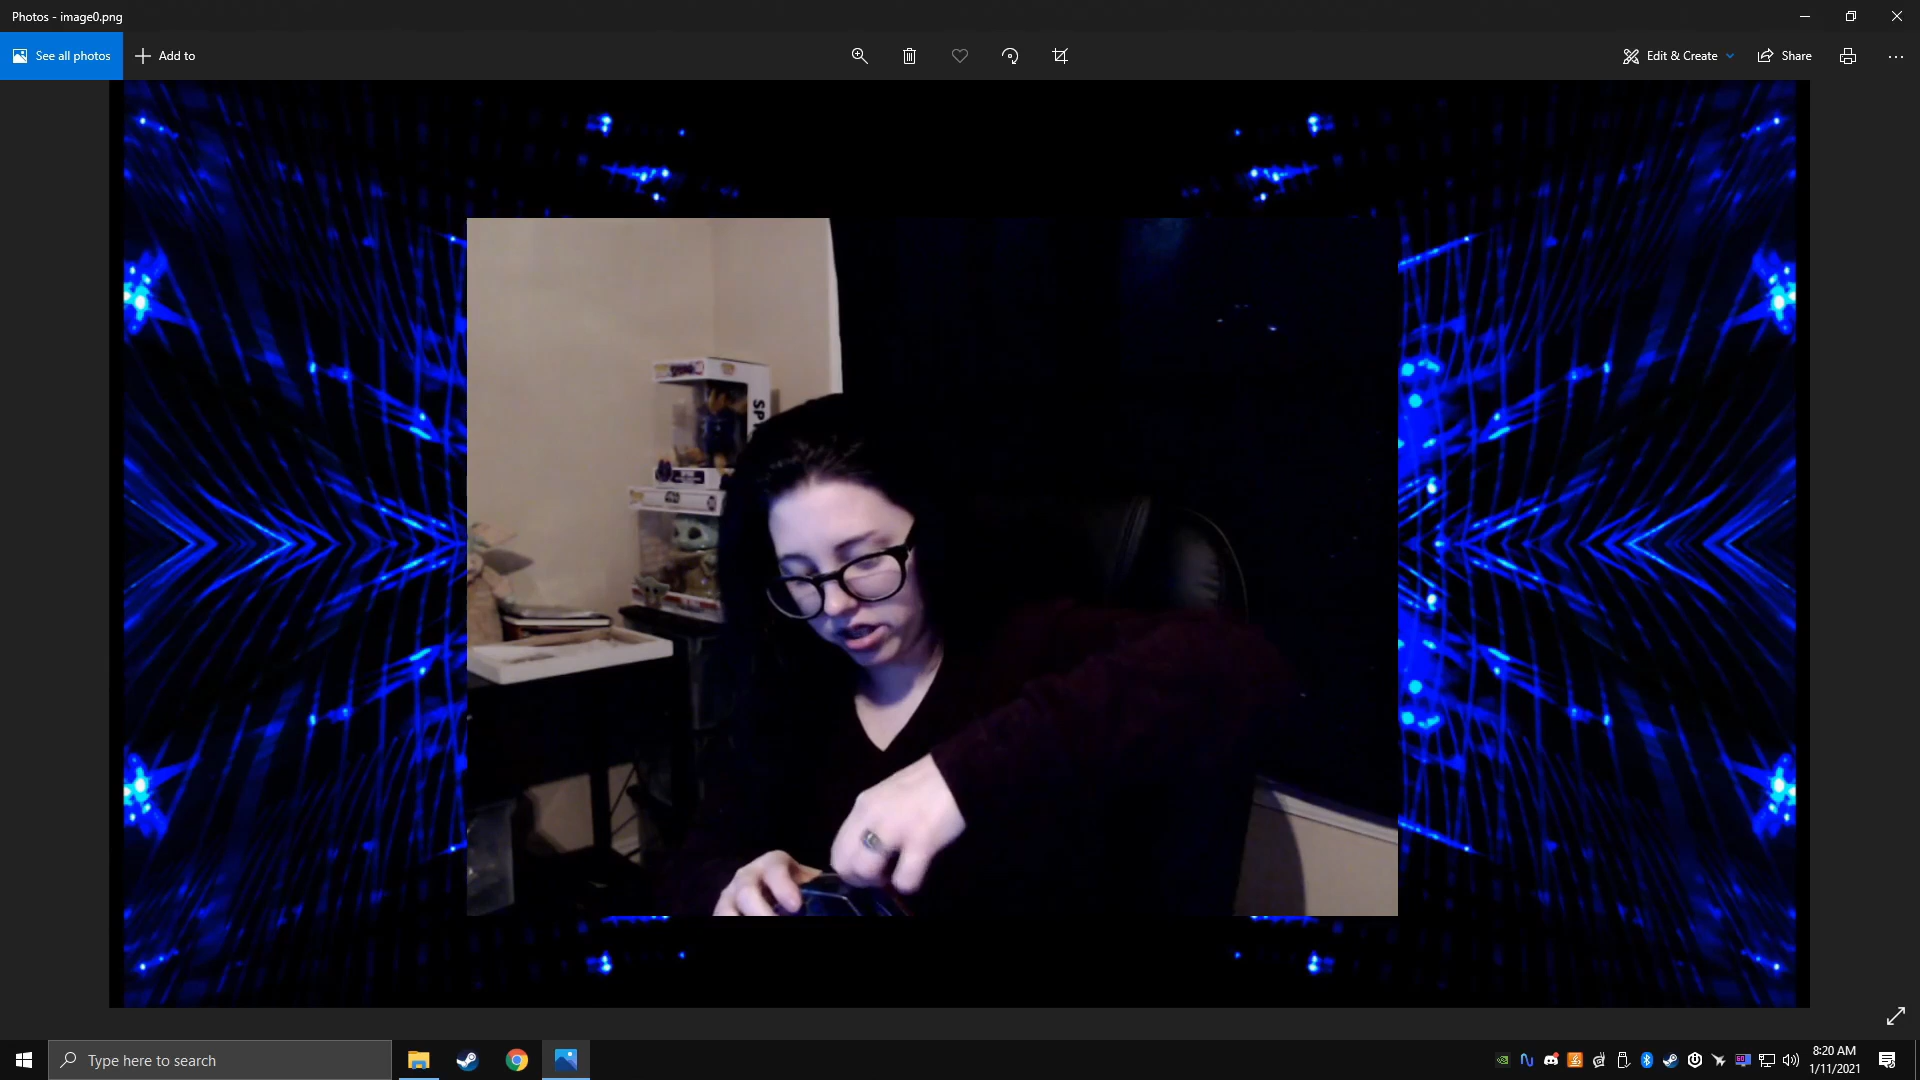 Photos - image0.png
See all photos
Add to
Edit & Create
Share
SP
Type here to search
8:20 AM
1/11/2021